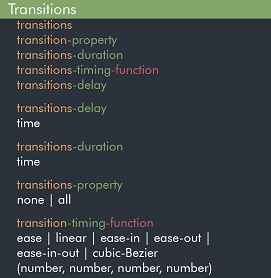 Transitions
transitions
transition-property
transitions-duration
transitions-timing-function
transitions-delay
transitions-delay
time
transitions-duration
time
transitions-property
none | all
transition-timing-function
ease | linear | ease-in | ease-out |
ease-in-out | cubic-Bezier
(number, number, number, number)